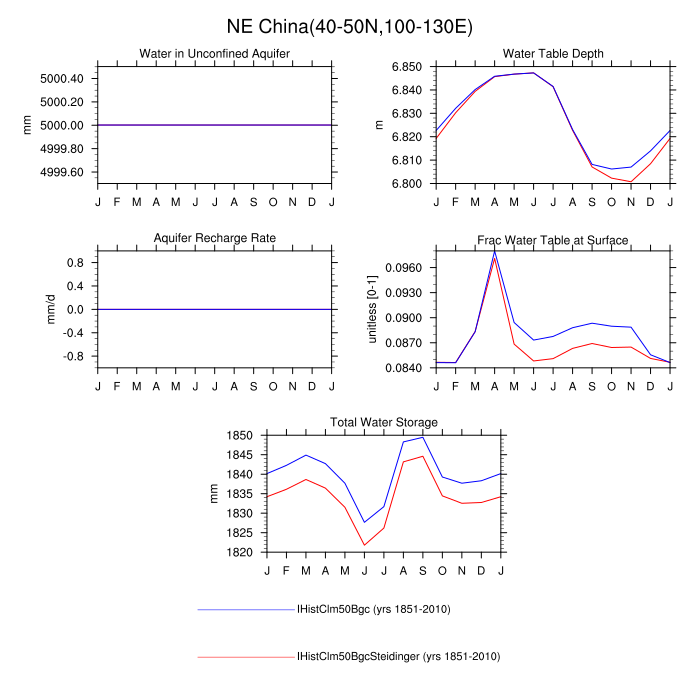 NE China(40-50N,100-130E)
Water in Unconfined Aquifer
5000.40
5000.20
5000.00
4999.80
4999.60
mm
J F M A M J J A S O N D J
Water Table Depth
6.850
6.840
6.830
6.820
6.810
6.800
m
J F M A M J J A S O N D J
Aquifer Recharge Rate
0.8
0.4
0.0
-0.4
-0.8
mm/d
J F M A M J J A S O N D J
Frac Water Table at Surface
0.0960
0.0930
0.0900
0.0870
0.0840
unitless [0-1]
J F M A M J J A S O N D J
Total Water Storage
1850
1845
1840
1835
1830
1825
1820
mm
J F M A M J J A S O N D J
IHistClm50Bgc (yrs 1851-2010)
IHistClm50BgcSteidinger (yrs 1851-2010)